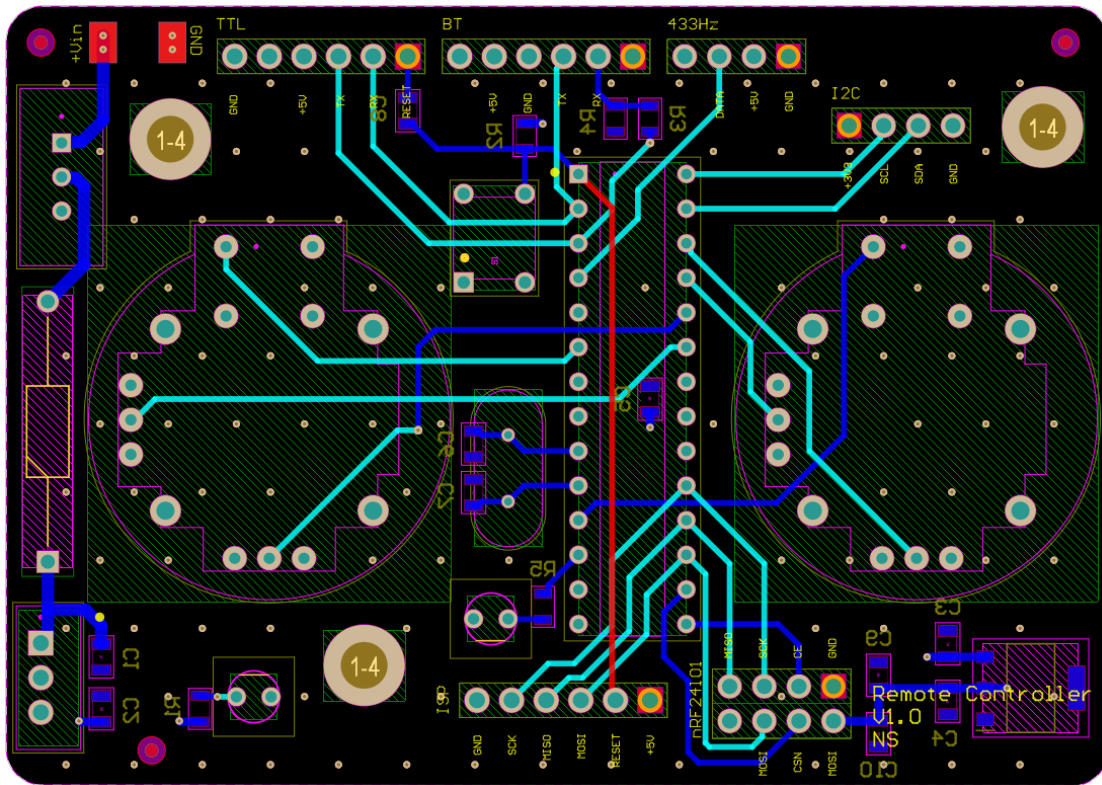 TTL
BT
433Hz
+Vin
GND
GND
+5V
TX
RX
RESET
C8
+5V
GND
TX
RX
R2
R4
R3
DATA
+5V
GND
I2C
+3V3
SCL
SDA
GND
1-4
1-4
S1
C5
C6
C7
R5
C1
C2
R1
1-4
ISP
GND
SCK
MISO
MOSI
RESET
+5V
nRF24l01
MISO
SCK
CE
GND
MOSI
CSN
MOSI
C3
C9
C4
C10
Remote Controller
V1.0
NS